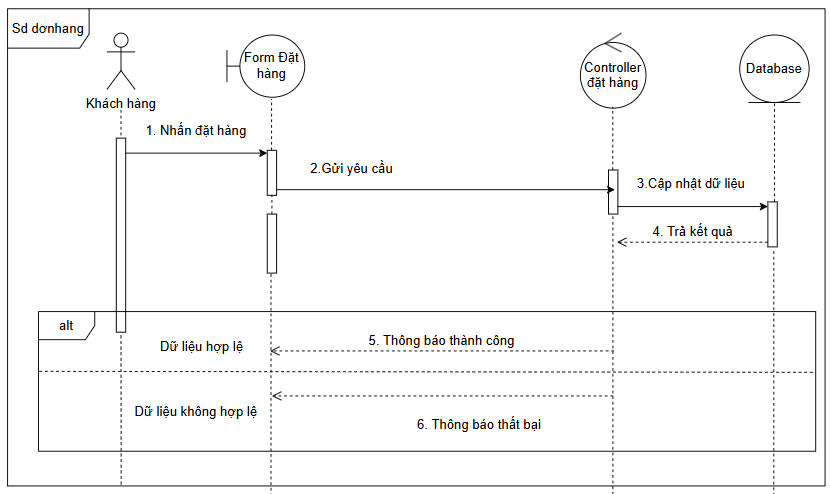 Sd dơnhang
Khách hàng
Form Đặt
hàng
Controller
đặt hàng
Database
1. Nhấn đặt hàng
2.Gửi yêu cầu
3.Cập nhật dữ liệu
4. Trả kết quả
alt
Dữ liệu hợp lệ
5. Thông báo thành công
Dữ liệu không hợp lệ
6. Thông báo thất bại